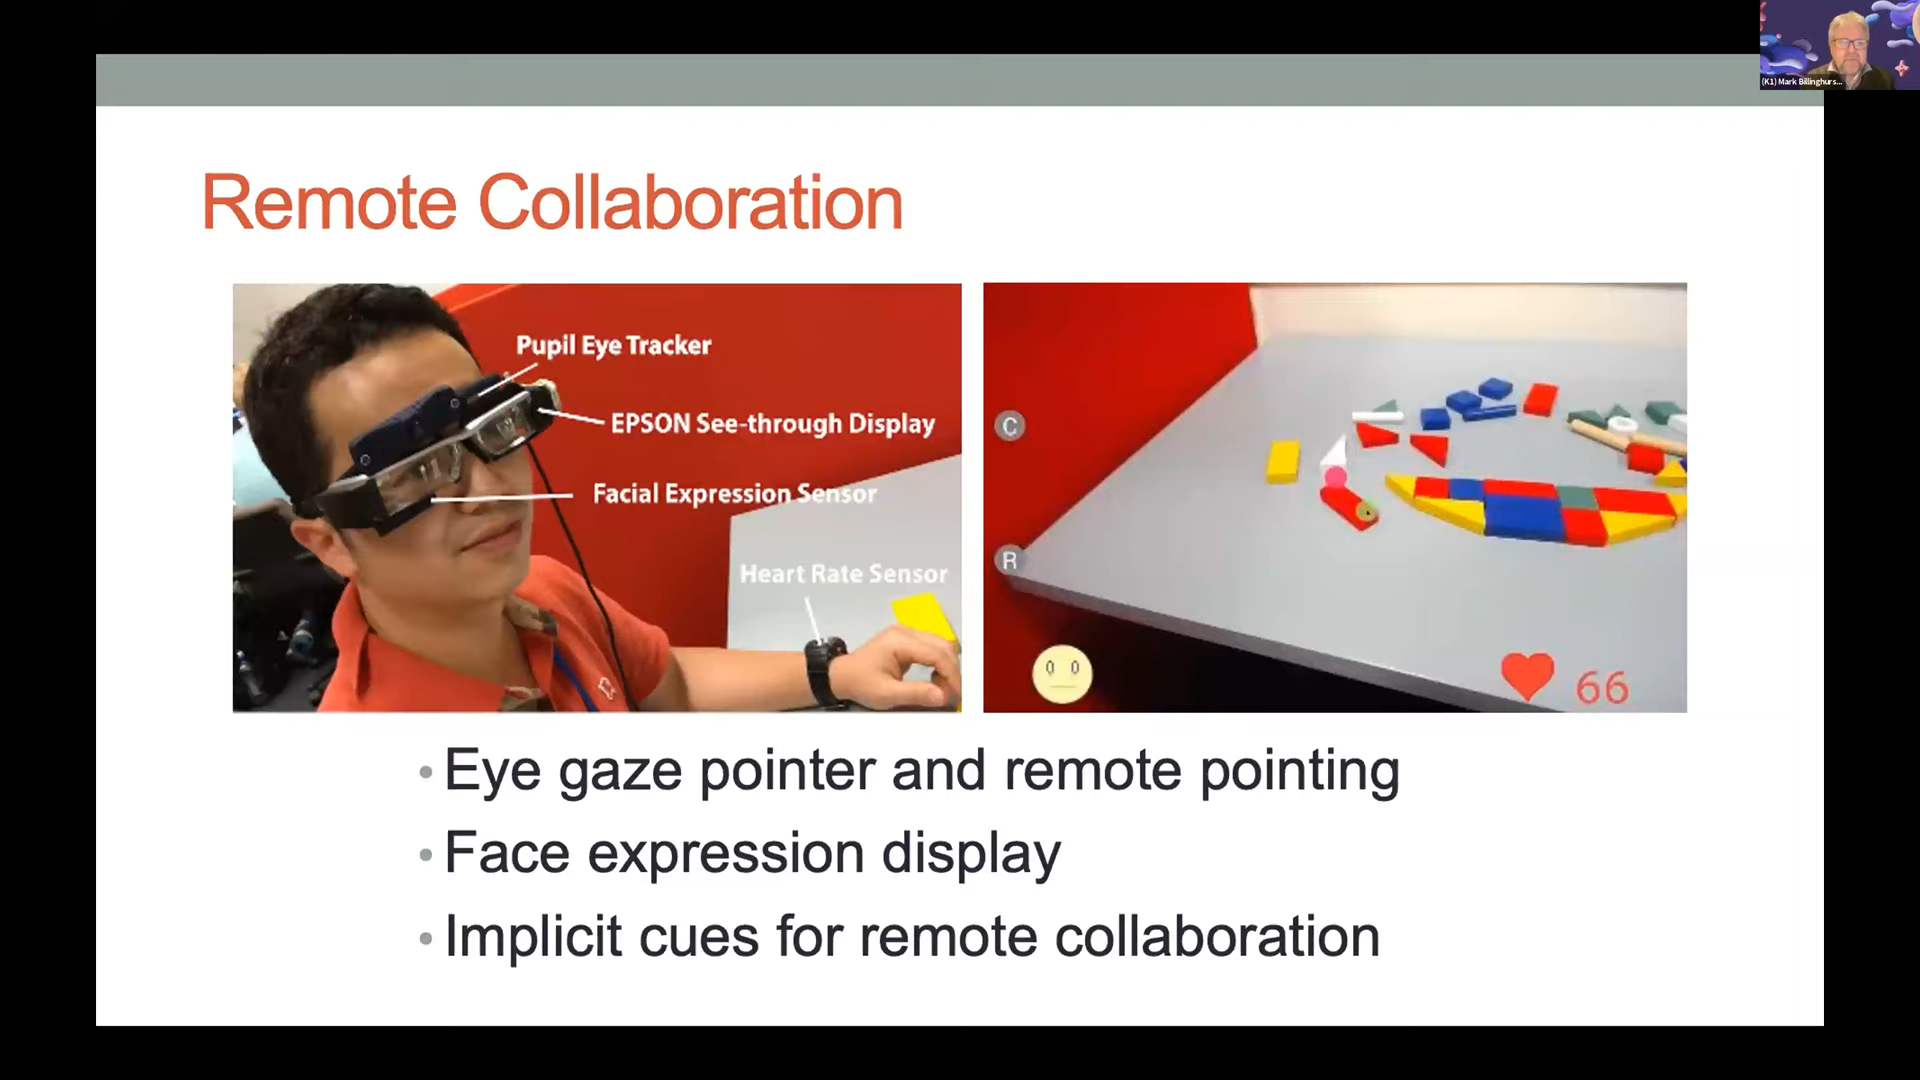 (K1) Mark Billinghurs...
Remote Collaboration
Pupil Eye Tracker
EPSON See-through Display
Facial Expression Sensor
Heart Rate Sensor
C
R
66
• Eye gaze pointer and remote pointing
• Face expression display
• Implicit cues for remote collaboration